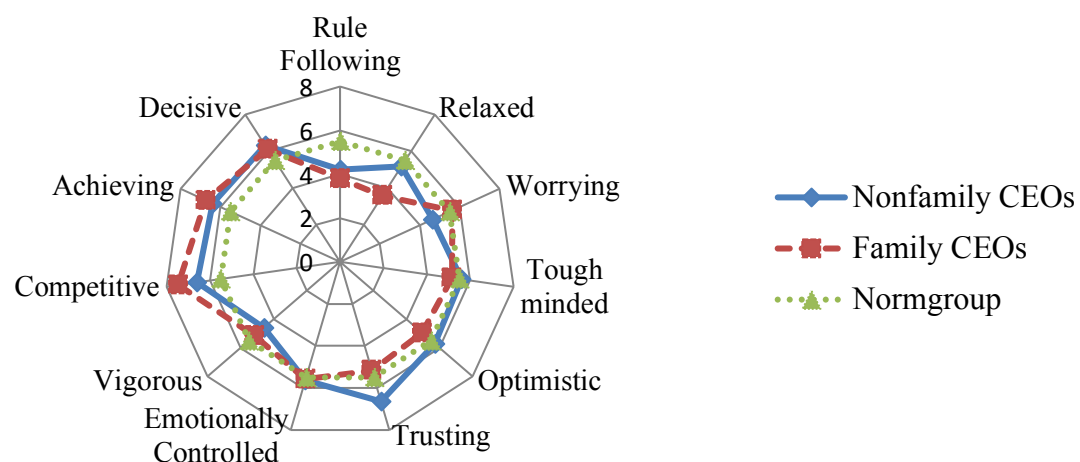 Rule
Following
Relaxed
Worrying
Tough
minded
Optimistic
Trusting
Emotionally
Controlled
Vigorous
Competitive
Achieving
Decisive
8
6
4
2
0
Nonfamily CEOs
Family CEOs
Normgroup